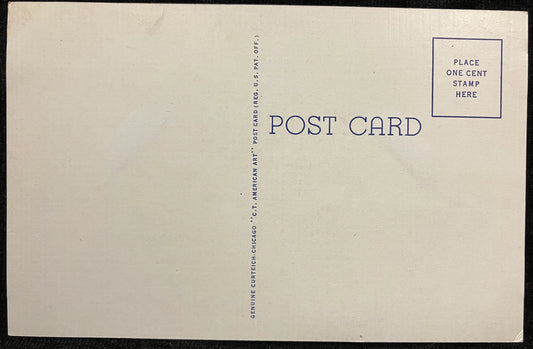 GENUINE CURTEICH-CHICAGO "C.T. AMERICAN ART" POST CARD (REG. U.S. PAT. OFF.)
POST CARD
PLACE
ONE CENT
STAMP
HERE